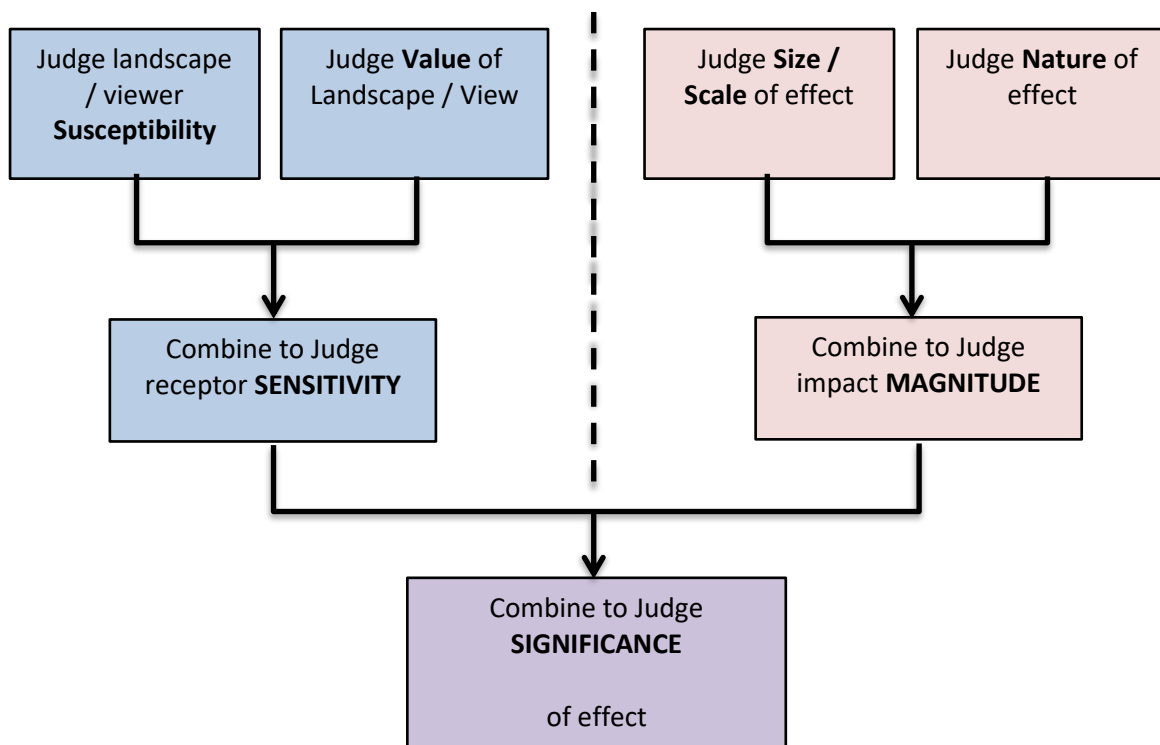 Judge landscape
/ viewer
Susceptibility
Judge Value of
Landscape / View
Judge Size /
Scale of effect
Judge Nature of
effect
Combine to Judge
receptor SENSITIVITY
Combine to Judge
impact MAGNITUDE
Combine to Judge
SIGNIFICANCE
of effect